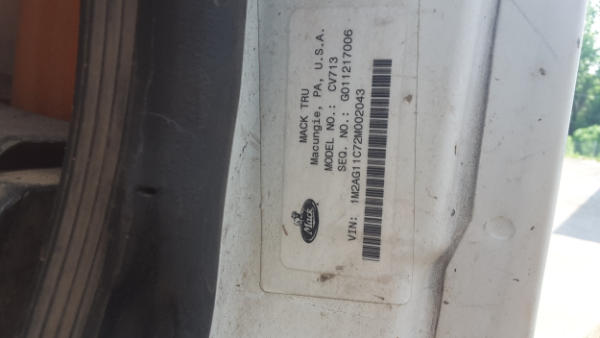 MACK TRU
Macungie, PA, U.S.A.
MODEL NO.: CV713
SEQ. NO.: G011217006
Mack
VIN: 1M2AG11C72M002043